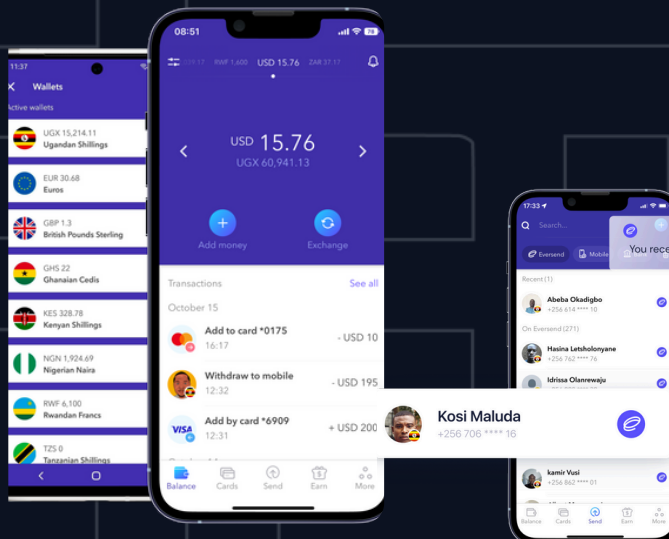 11:37
Wallets
Active wallets
UGX 15,214.11
Ugandan Shillings
EUR 30.68
Euros
GBP 1.3
British Pounds Sterling
GHS 22
Ghanaian Cedis
KES 328.78
Kenyan Shillings
NGN 1,924.69
Nigerian Naira
RWF 6,100
Rwandan Francs
TZS 0
Tanzanian Shillings
08:51
78
RWF 1,600 USD 15.76 ZAR 37.17
USD 15.76
UGX 60,941.13
Add money
Exchange
Transactions
See all
October 15
Add to card *0175
16:17
- USD 10
Withdraw to mobile
12:32
- USD 195
VISA
Add by card *6909
12:31
+ USD 200
Balance
Cards
Send
Earn
More
17:33
Search...
You rece
Eversend
Mobile
Recent (1)
Abeba Okadigbo
+256 614 **** 10
On Eversend (271)
Hasina Letsholonyane
+256 762 **** 76
Idrissa Olanrewaju
Kosi Maluda
+256 706 **** 16
kamir Vusi
+256 862 **** 01
Balance
Cards
Send
Earn
More